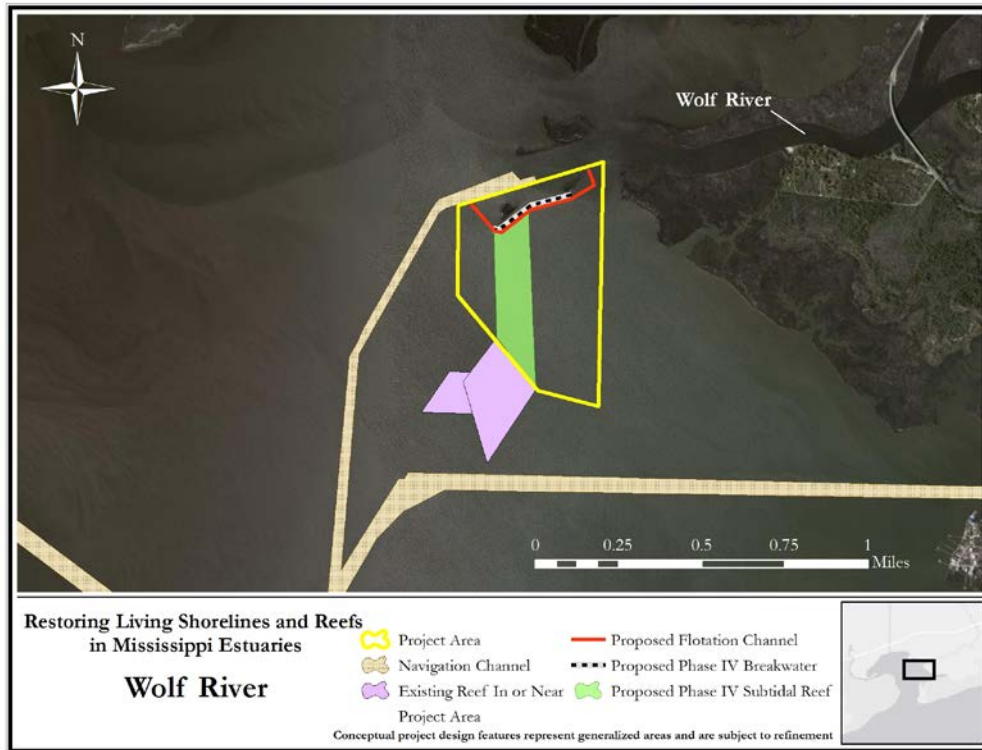 N
Wolf River
0 0.25 0.5 0.75 1
Miles
Restoring Living Shorelines and Reefs
in Mississippi Estuaries
Wolf River
Project Area
Navigation Channel
Existing Reef In or Near
Project Area
Proposed Flotation Channel
Proposed Phase IV Breakwater
Proposed Phase IV Subtidal Reef
Conceptual project design features represent generalized areas and are subject to refinement